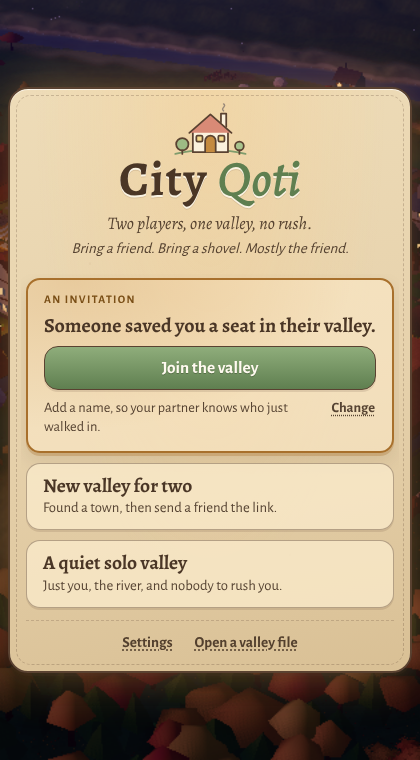 City Qoti
Two players, one valley, no rush.
Bring a friend. Bring a shovel. Mostly the friend.
AN INVITATION
Someone saved you a seat in their valley.
Join the valley
Add a name, so your partner knows who just
walked in.
Change
New valley for two
Found a town, then send a friend the link.
A quiet solo valley
Just you, the river, and nobody to rush you.
Settings
Open a valley file